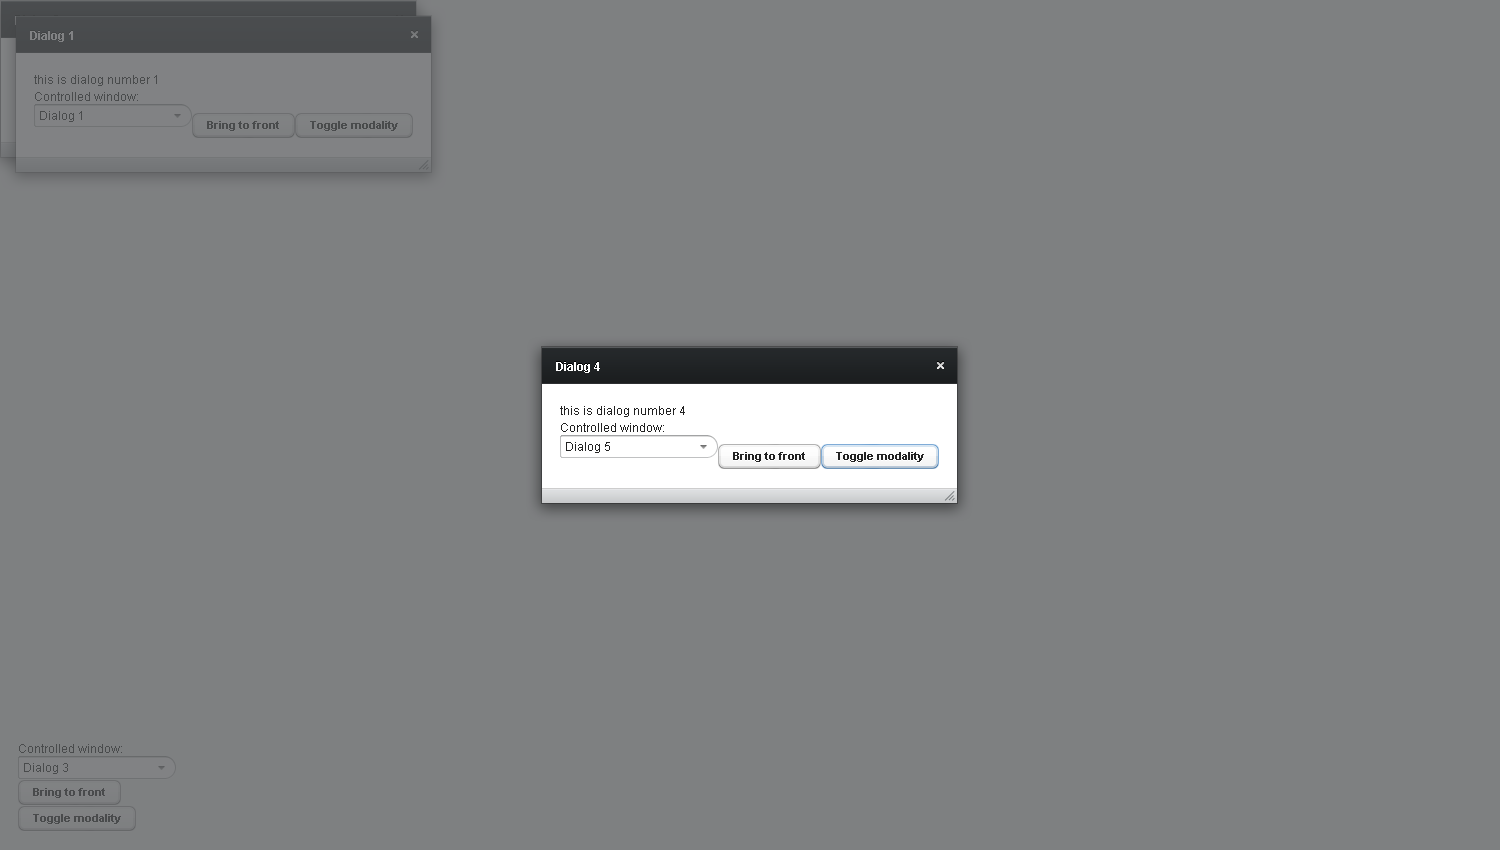 Dialog 1
this is dialog number 1
Controlled window:
Dialog 1
Bring to front
Toggle modality
Dialog 4
this is dialog number 4
Controlled window:
Dialog 5
Bring to front
Toggle modality
Controlled window:
Dialog 3
Bring to front
Toggle modality